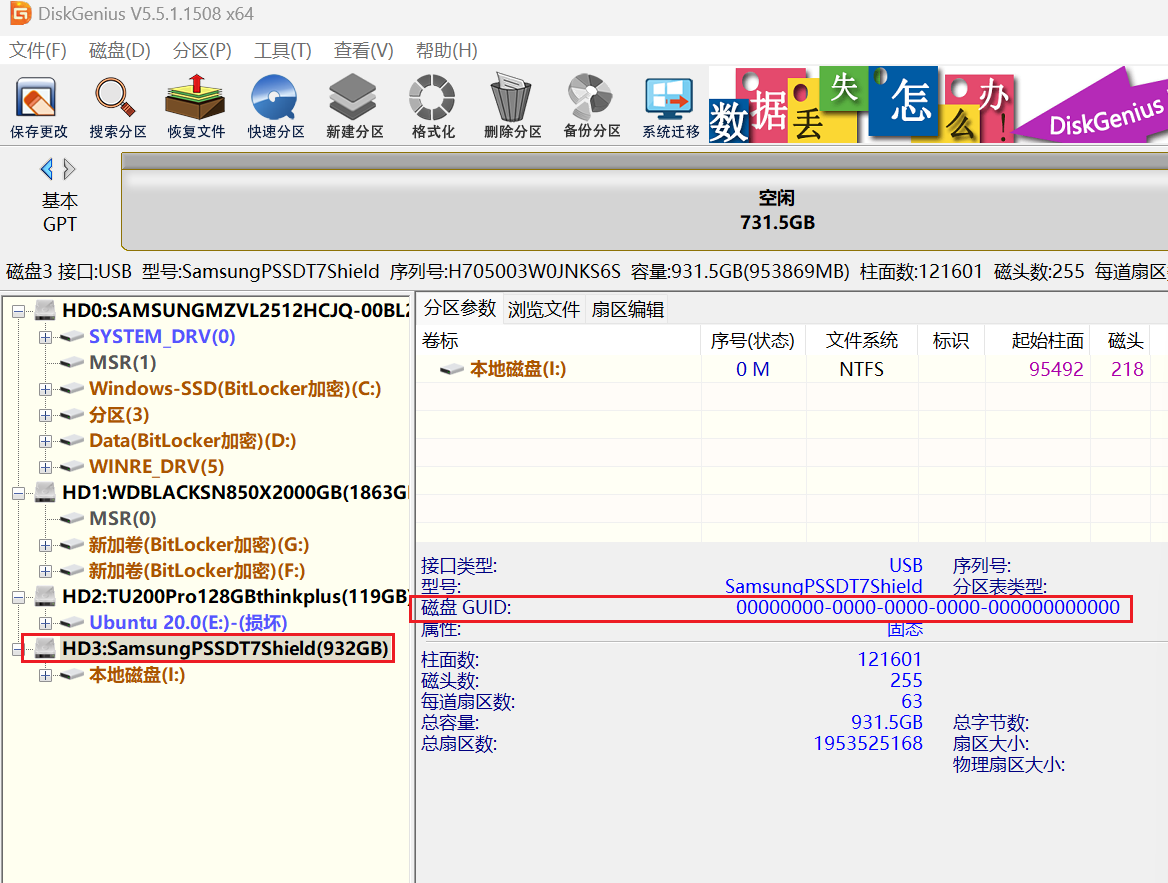 DiskGenius V5.5.1.1508 x64
文件(F) 磁盘(D) 分区(P) 工具(T) 查看(V) 帮助(H)
保存更改 搜索分区 恢复文件 快速分区 新建分区 格式化 删除分区 备份分区 系统迁移
数据丢失怎么办! DiskGenius
基本
GPT
空闲
731.5GB
磁盘3 接口:USB 型号:SamsungPSSDT7Shield 序列号:H705003W0JNKS6S 容量:931.5GB(953869MB) 柱面数:121601 磁头数:255 每道扇区
HD0:SAMSUNGMZVL2512HCJQ-00BL2
SYSTEM_DRV(0)
MSR(1)
Windows-SSD(BitLocker加密)(C:)
分区(3)
Data(BitLocker加密)(D:)
WINRE_DRV(5)
HD1:WDBLACKSN850X2000GB(1863GB
MSR(0)
新加卷(BitLocker加密)(G:)
新加卷(BitLocker加密)(F:)
HD2:TU200Pro128GBthinkplus(119GB)
Ubuntu 20.0(E:)-(损坏)
HD3:SamsungPSSDT7Shield(932GB)
本地磁盘(I:)
分区参数 浏览文件 扇区编辑
卷标 序号(状态) 文件系统 标识 起始柱面 磁头
本地磁盘(I:) 0 M NTFS 95492 218
接口类型: USB 序列号:
型号: SamsungPSSDT7Shield 分区表类型:
磁盘 GUID: 00000000-0000-0000-0000-000000000000
属性: 固态
柱面数: 121601
磁头数: 255
每道扇区数: 63
总容量: 931.5GB 总字节数:
总扇区数: 1953525168 扇区大小:
物理扇区大小: